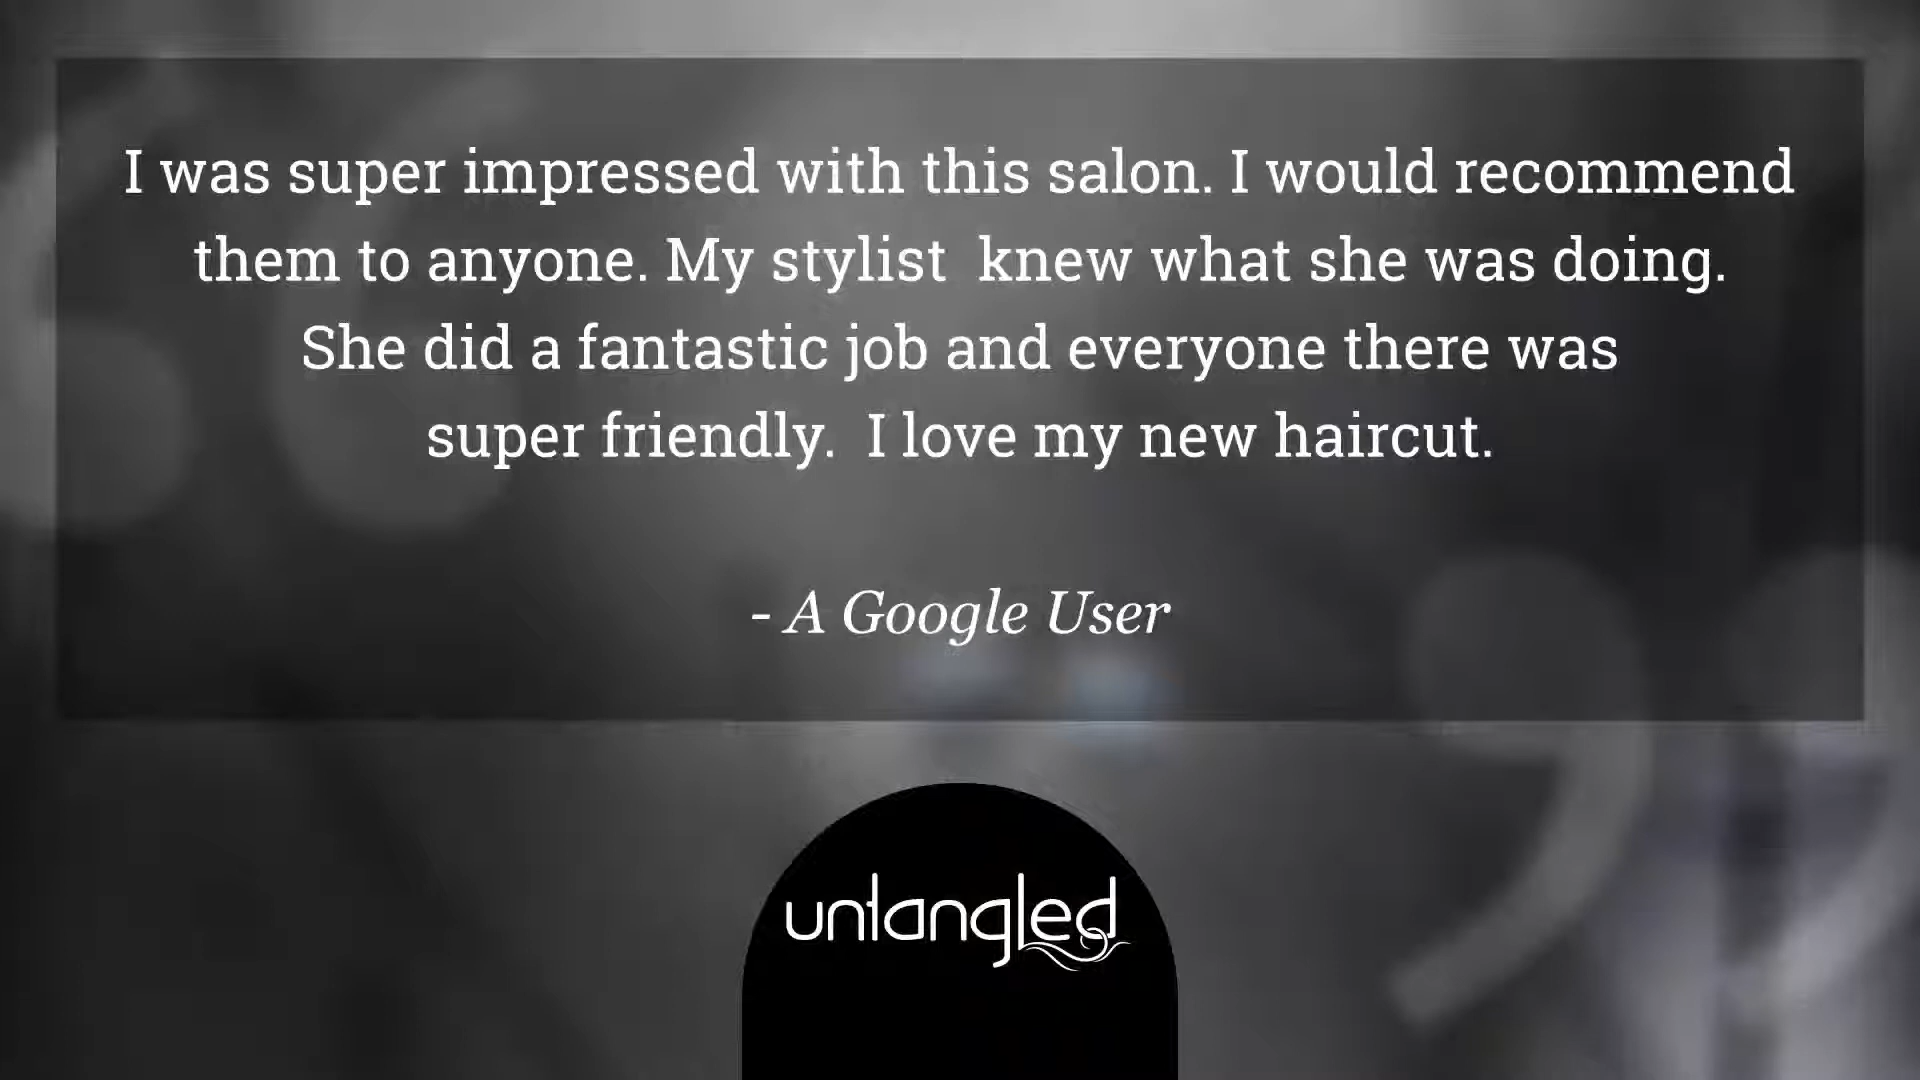 I was super impressed with this salon. I would recommend
them to anyone. My stylist  knew what she was doing.
She did a fantastic job and everyone there was
super friendly.  I love my new haircut.
- A Google User
untangled